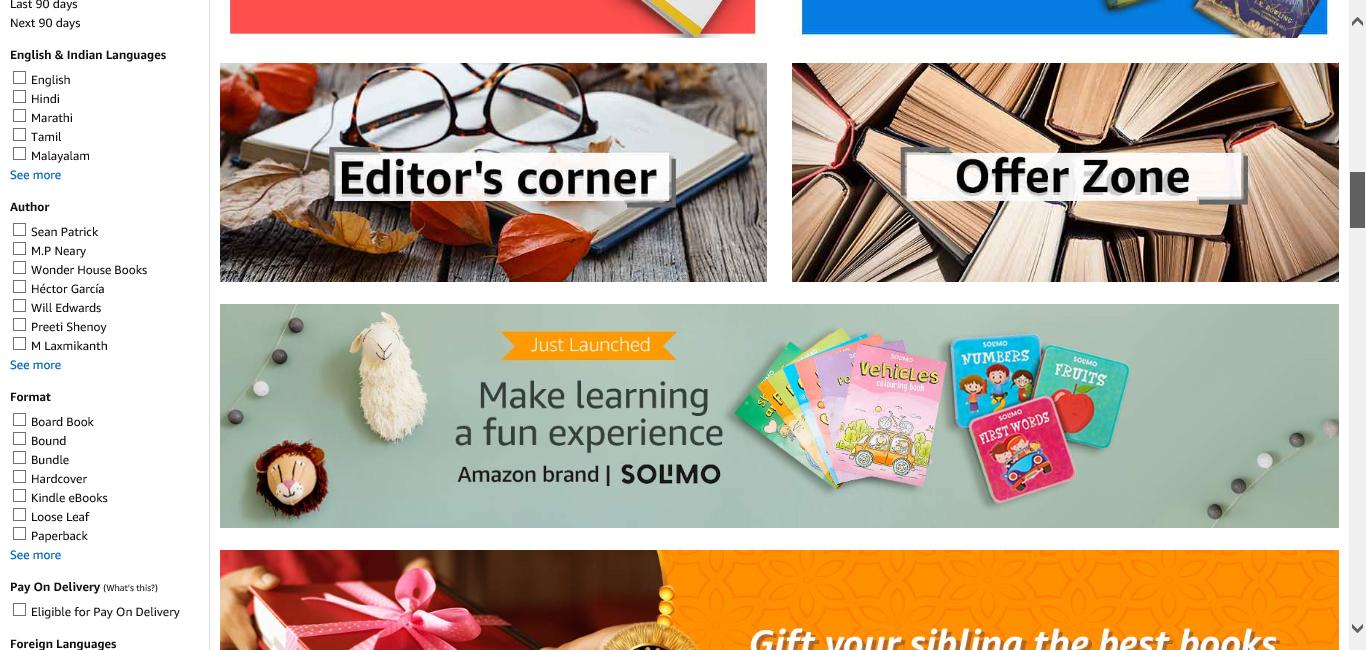 Last 90 days
Next 90 days
English & Indian Languages
English
Hindi
Marathi
Tamil
Malayalam
See more
Author
Sean Patrick
M.P Neary
Wonder House Books
Héctor García
Will Edwards
Preeti Shenoy
M Laxmikanth
See more
Format
Board Book
Bound
Bundle
Hardcover
Kindle eBooks
Loose Leaf
Paperback
See more
Pay On Delivery (What's this?)
Eligible for Pay On Delivery
Foreign Languages
Editor's corner
Offer Zone
Just Launched
Make learning
a fun experience
Amazon brand | SOLIMO
SOLIMO
Vehicles
colouring book
SOLIMO
NUMBERS
SOLIMO
FRUITS
SOLIMO
FIRST WORDS
Gift your sibling the best books